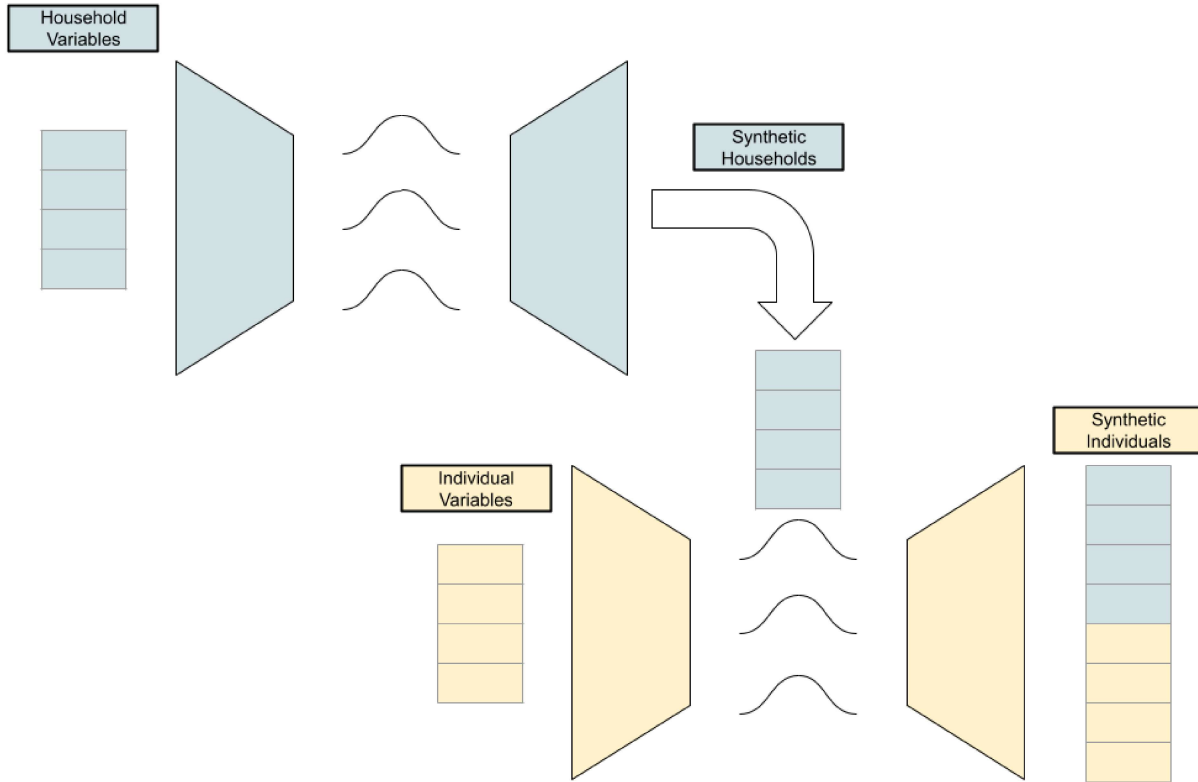 Household
Variables
Synthetic
Households
Individual
Variables
Synthetic
Individuals